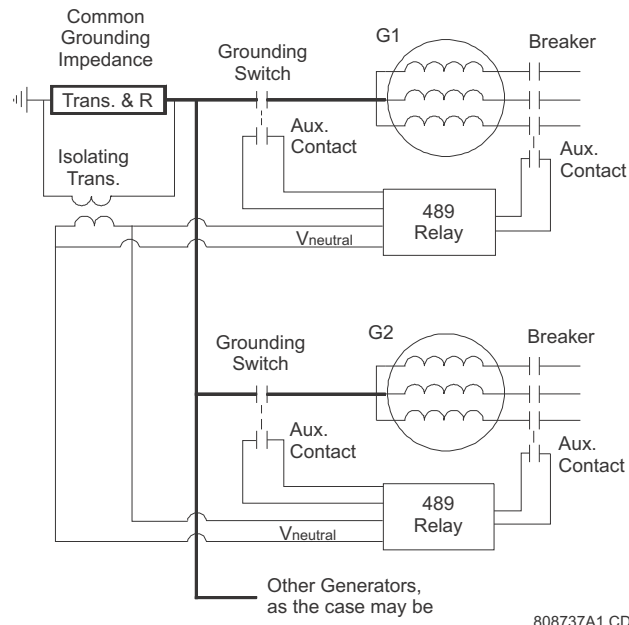 Common
Grounding
Impedance
Trans. & R
Isolating
Trans.
Grounding
Switch
Aux.
Contact
G1
Breaker
Aux.
Contact
489
Relay
Vneutral
Grounding
Switch
Aux.
Contact
G2
Breaker
Aux.
Contact
489
Relay
Vneutral
Other Generators,
as the case may be
808737A1.CD